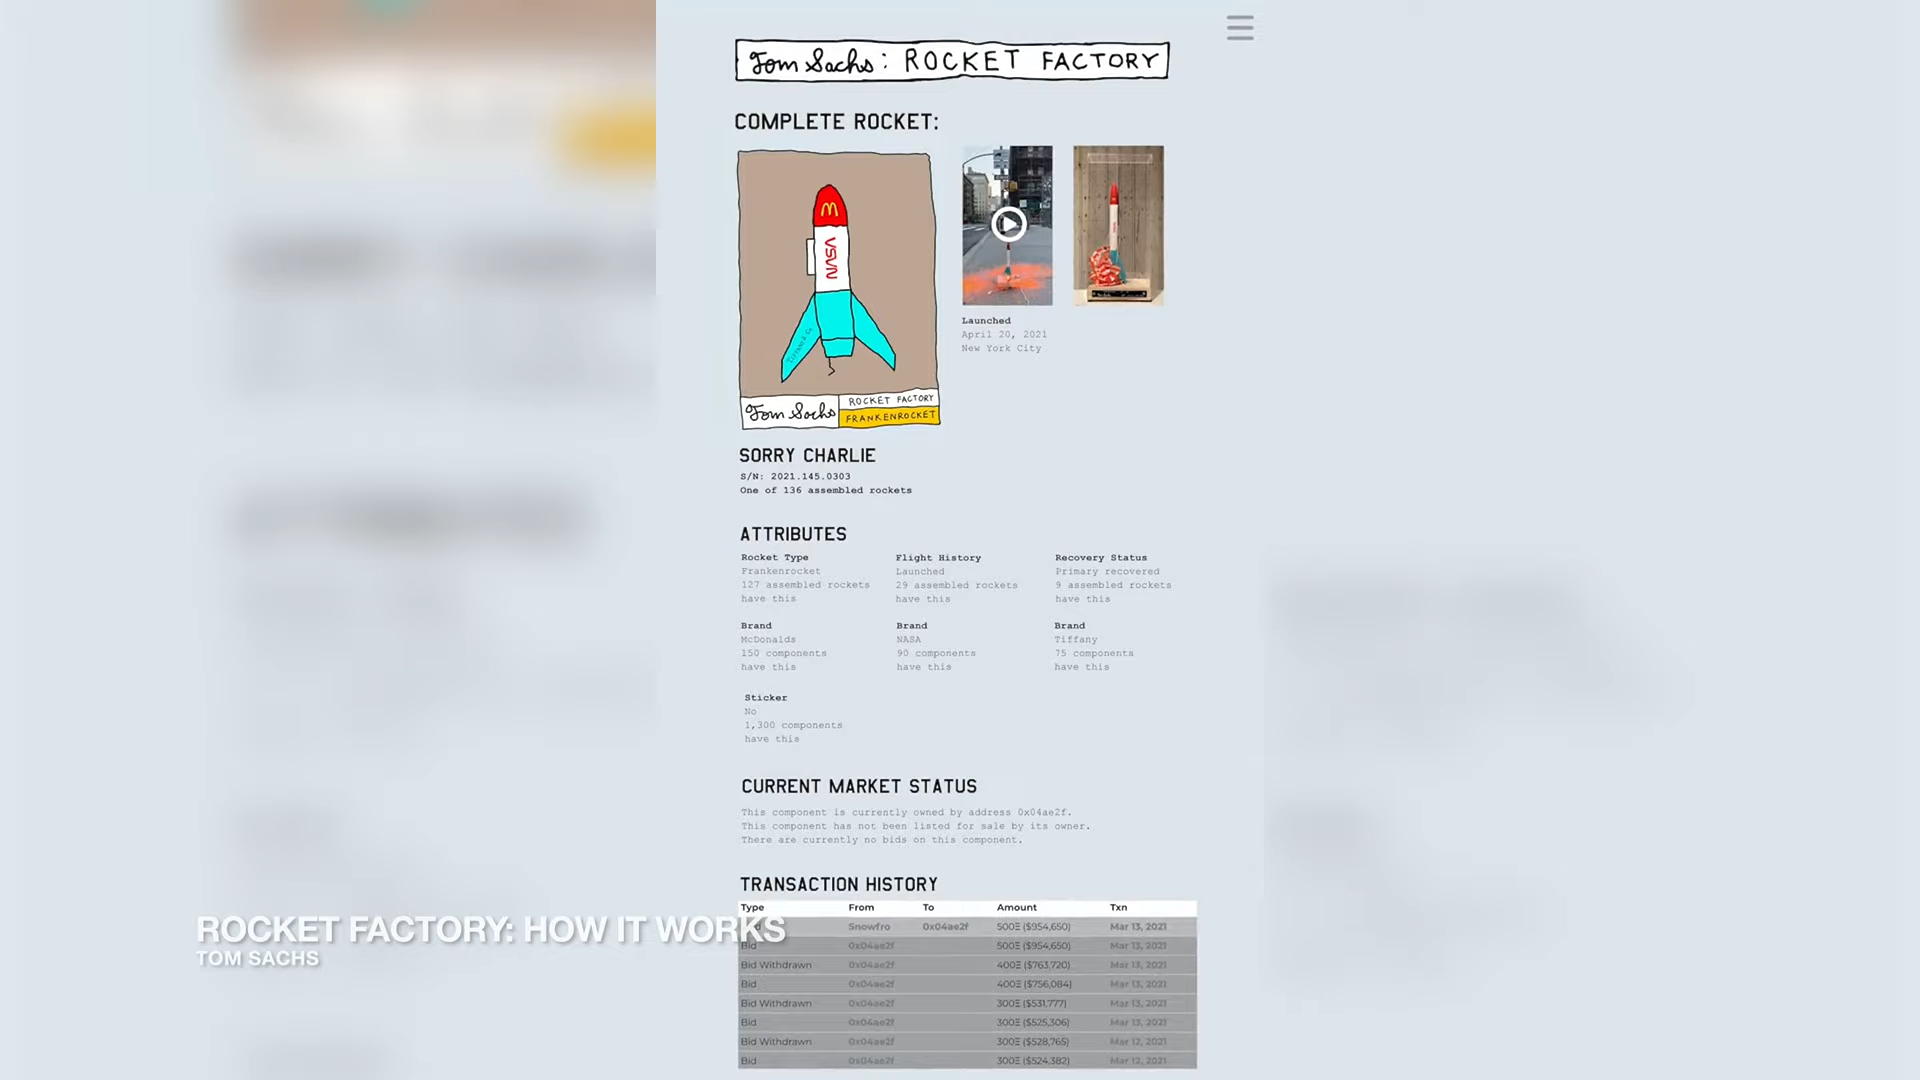 Tom Sachs: ROCKET FACTORY
COMPLETE ROCKET:
M
NASA
Tiffany & Co
Tom Sachs
ROCKET FACTORY
FRANKENROCKET
Launched
April 20, 2021
New York City
SORRY CHARLIE
S/N: 2021.145.0303
One of 136 assembled rockets
ATTRIBUTES
Rocket Type
Frankenrocket
127 assembled rockets
have this
Flight History
Launched
29 assembled rockets
have this
Recovery Status
Primary recovered
9 assembled rockets
have this
Brand
McDonalds
150 components
have this
Brand
NASA
90 components
have this
Brand
Tiffany
75 components
have this
Sticker
No
1,300 components
have this
CURRENT MARKET STATUS
This component is currently owned by address 0x04ae2f.
This component has not been listed for sale by its owner.
There are currently no bids on this component.
TRANSACTION HISTORY
Type From To Amount Txn
Snowfro 0x04ae2f 500Ξ ($954,650) Mar 13, 2021
Bid 0x04ae2f 500Ξ ($954,650) Mar 13, 2021
Bid Withdrawn 0x04ae2f 400Ξ ($763,720) Mar 13, 2021
Bid 0x04ae2f 400Ξ ($756,084) Mar 13, 2021
Bid Withdrawn 0x04ae2f 300Ξ ($531,777) Mar 13, 2021
Bid 0x04ae2f 300Ξ ($525,306) Mar 13, 2021
Bid Withdrawn 0x04ae2f 300Ξ ($528,765) Mar 12, 2021
Bid 0x04ae2f 300Ξ ($524,382) Mar 12, 2021
ROCKET FACTORY: HOW IT WORKS
TOM SACHS